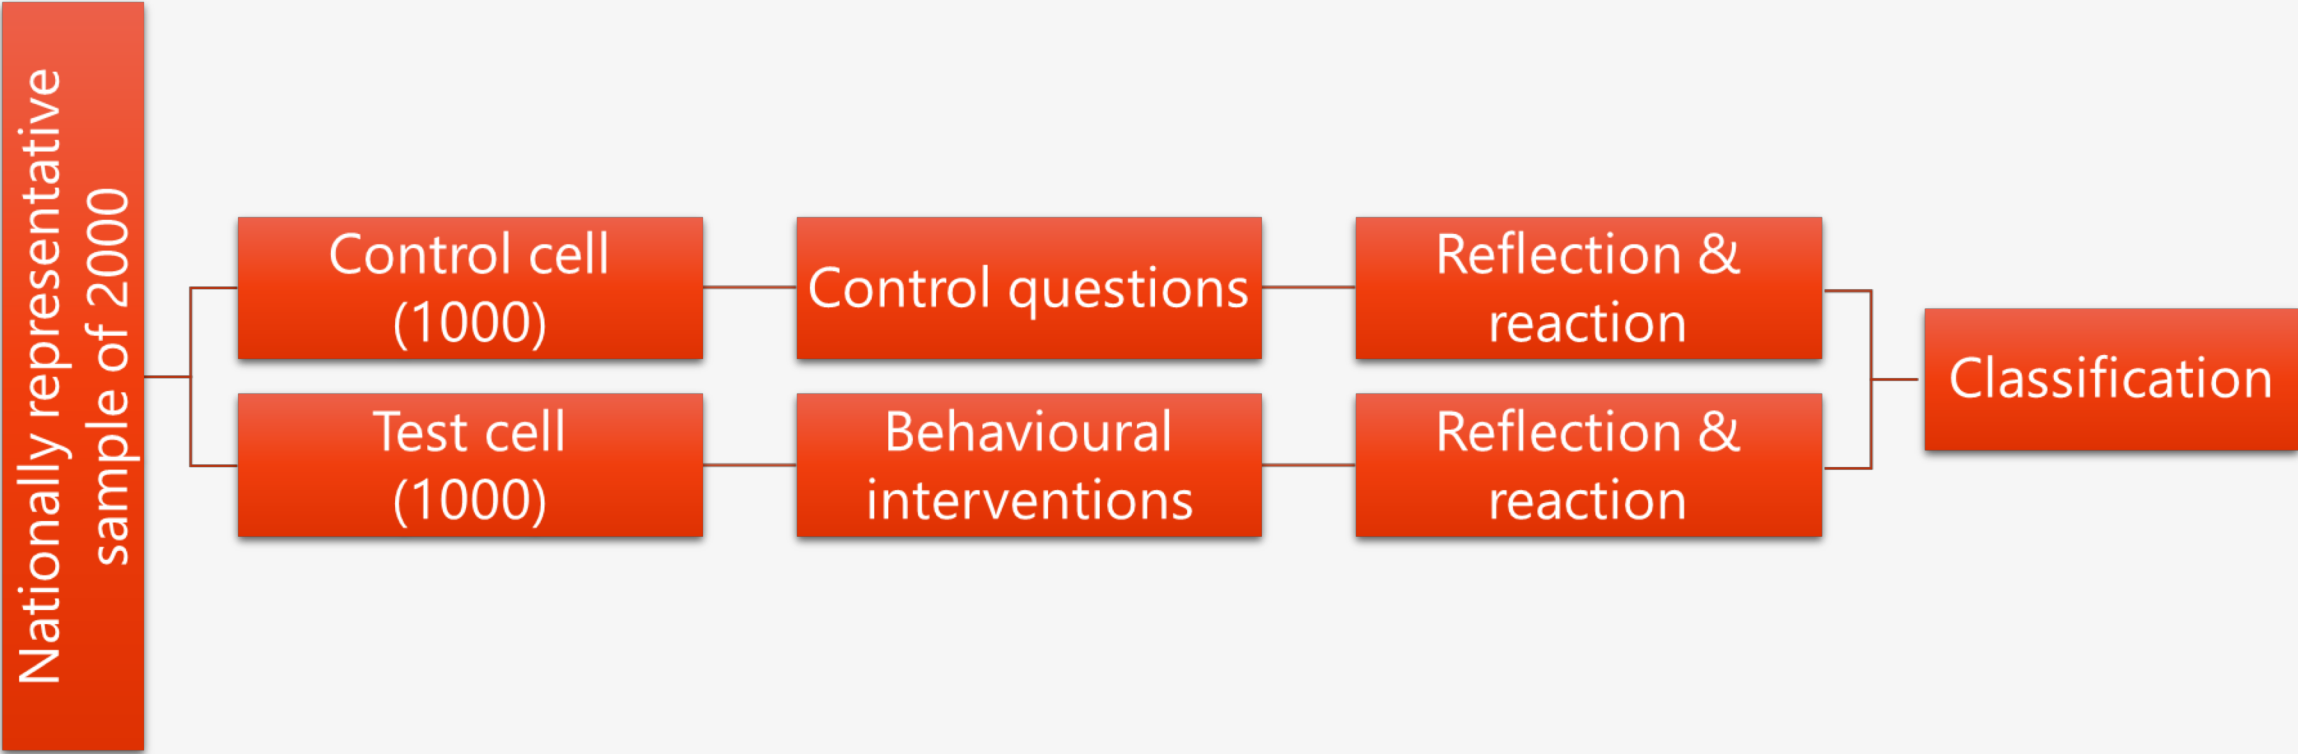 Nationally representative
sample of 2000
Control cell
(1000)
Control questions
Reflection &
reaction
Test cell
(1000)
Behavioural
interventions
Reflection &
reaction
Classification